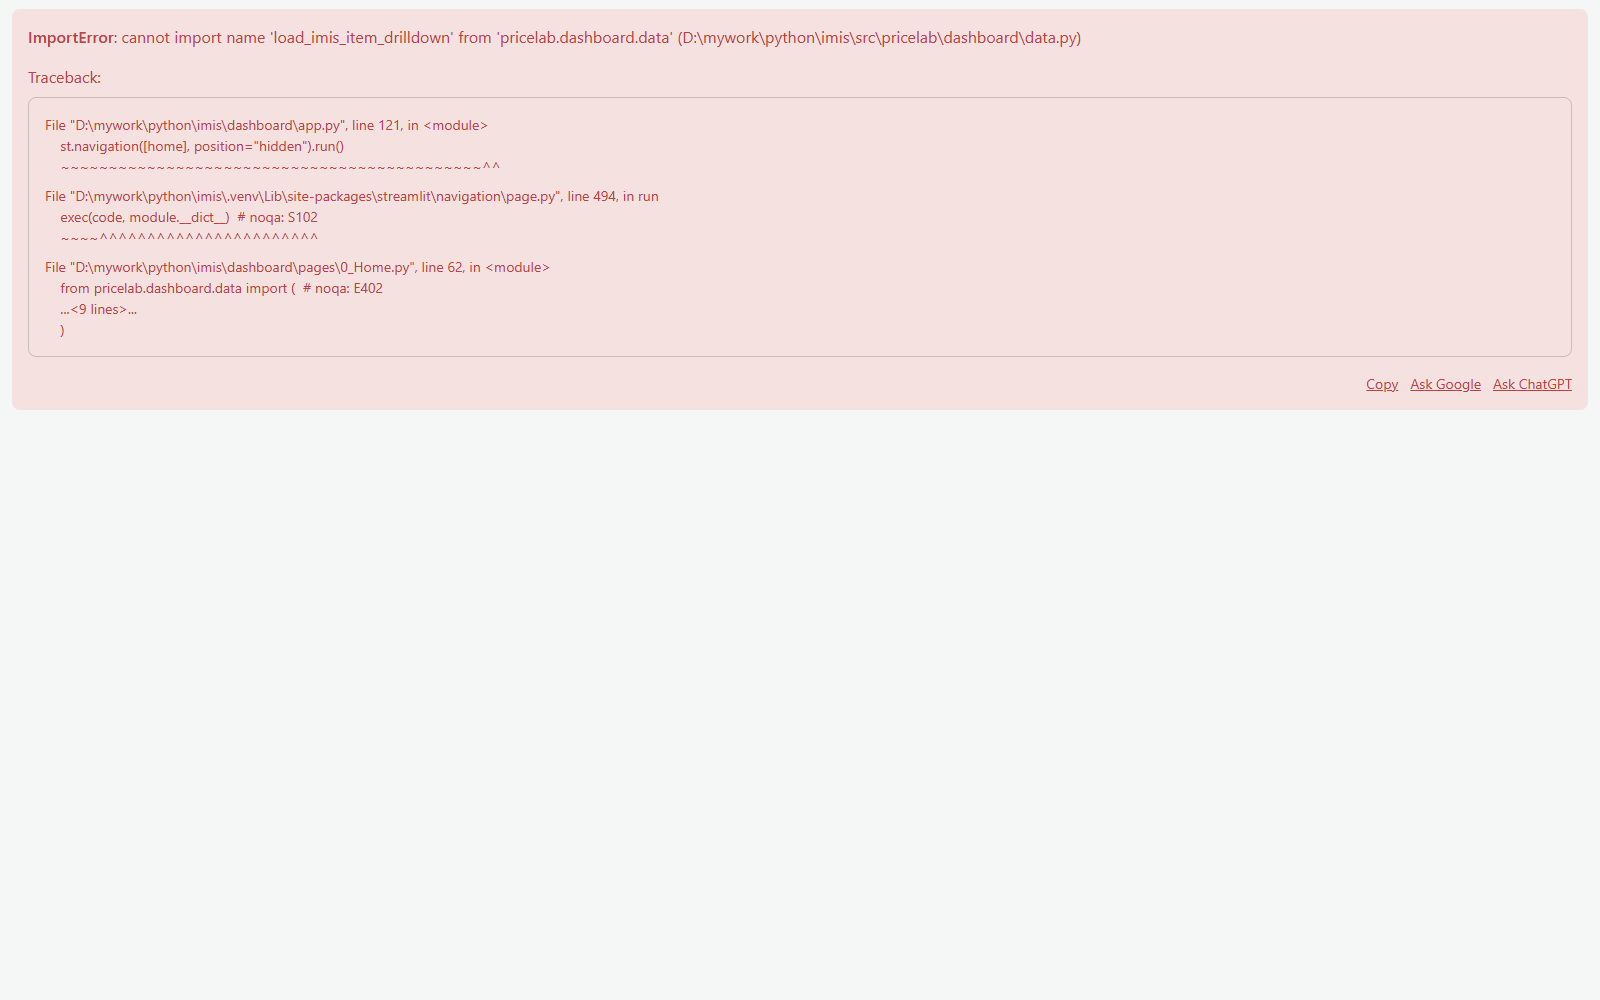 ImportError: cannot import name 'load_imis_item_drilldown' from 'pricelab.dashboard.data' (D:\mywork\python\imis\src\pricelab\dashboard\data.py)
Traceback:
File "D:\mywork\python\imis\dashboard\app.py", line 121, in <module>
    st.navigation([home], position="hidden").run()
    ~~~~~~~~~~~~~~~~~~~~~~~~~~~~~~~~~~~~~~~~~~~~^^
File "D:\mywork\python\imis\.venv\Lib\site-packages\streamlit\navigation\page.py", line 494, in run
    exec(code, module.__dict__)  # noqa: S102
    ~~~~^^^^^^^^^^^^^^^^^^^^^^^
File "D:\mywork\python\imis\dashboard\pages\0_Home.py", line 62, in <module>
    from pricelab.dashboard.data import (  # noqa: E402
    ...<9 lines>...
    )
Copy Ask Google Ask ChatGPT